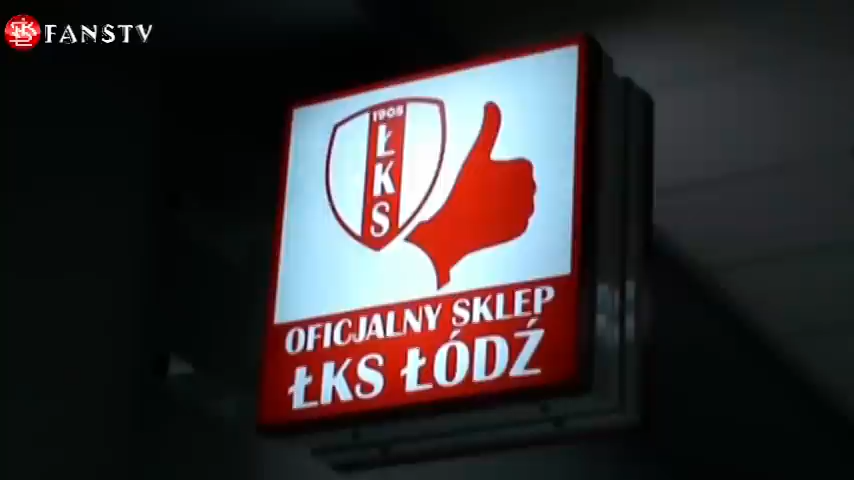 FANSTV
1908
ŁKS
OFICJALNY SKLEP
ŁKS ŁÓDŹ